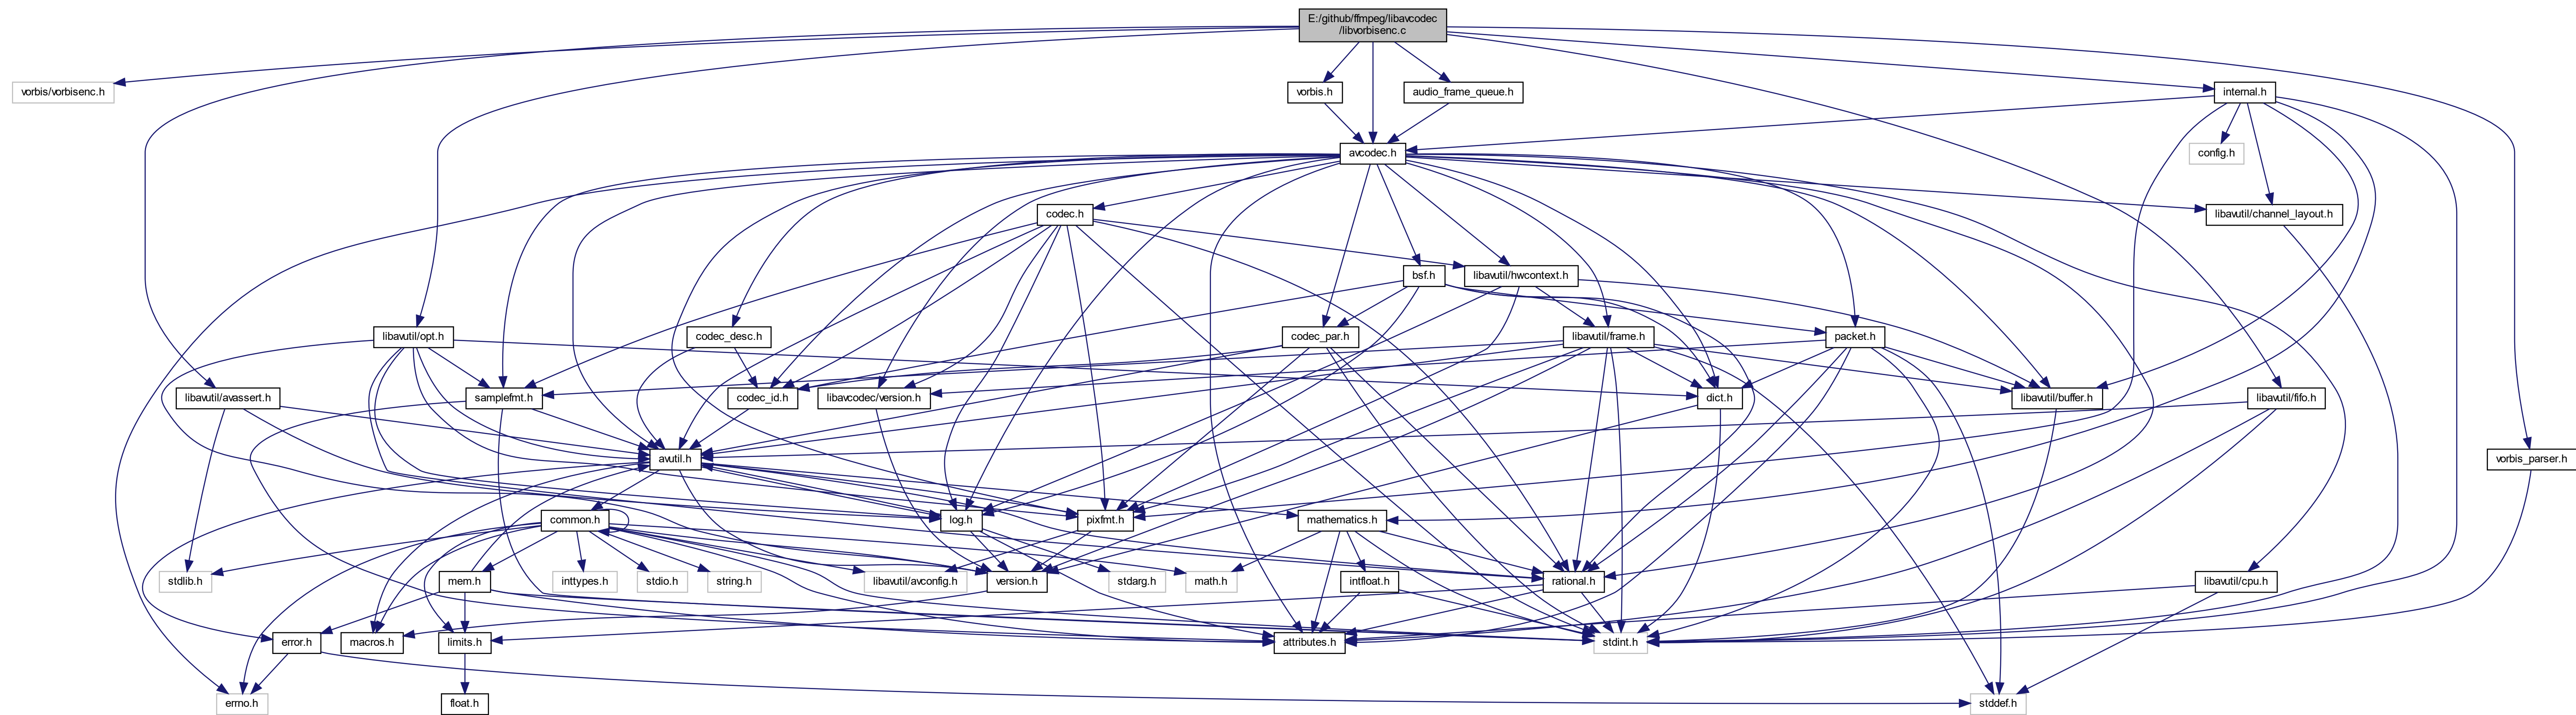 E:/github/ffmpeg/libavcodec
/libvorbisenc.c
vorbis/vorbisenc.h
vorbis.h
audio_frame_queue.h
internal.h
avcodec.h
config.h
codec.h
libavutil/channel_layout.h
bsf.h
libavutil/hwcontext.h
libavutil/opt.h
codec_desc.h
codec_par.h
libavutil/frame.h
packet.h
libavutil/avassert.h
samplefmt.h
codec_id.h
libavcodec/version.h
dict.h
libavutil/buffer.h
libavutil/fifo.h
avutil.h
vorbis_parser.h
common.h
log.h
pixfmt.h
mathematics.h
stdlib.h
mem.h
inttypes.h
stdio.h
string.h
libavutil/avconfig.h
version.h
stdarg.h
math.h
intfloat.h
rational.h
libavutil/cpu.h
error.h
macros.h
limits.h
attributes.h
stdint.h
errno.h
float.h
stddef.h